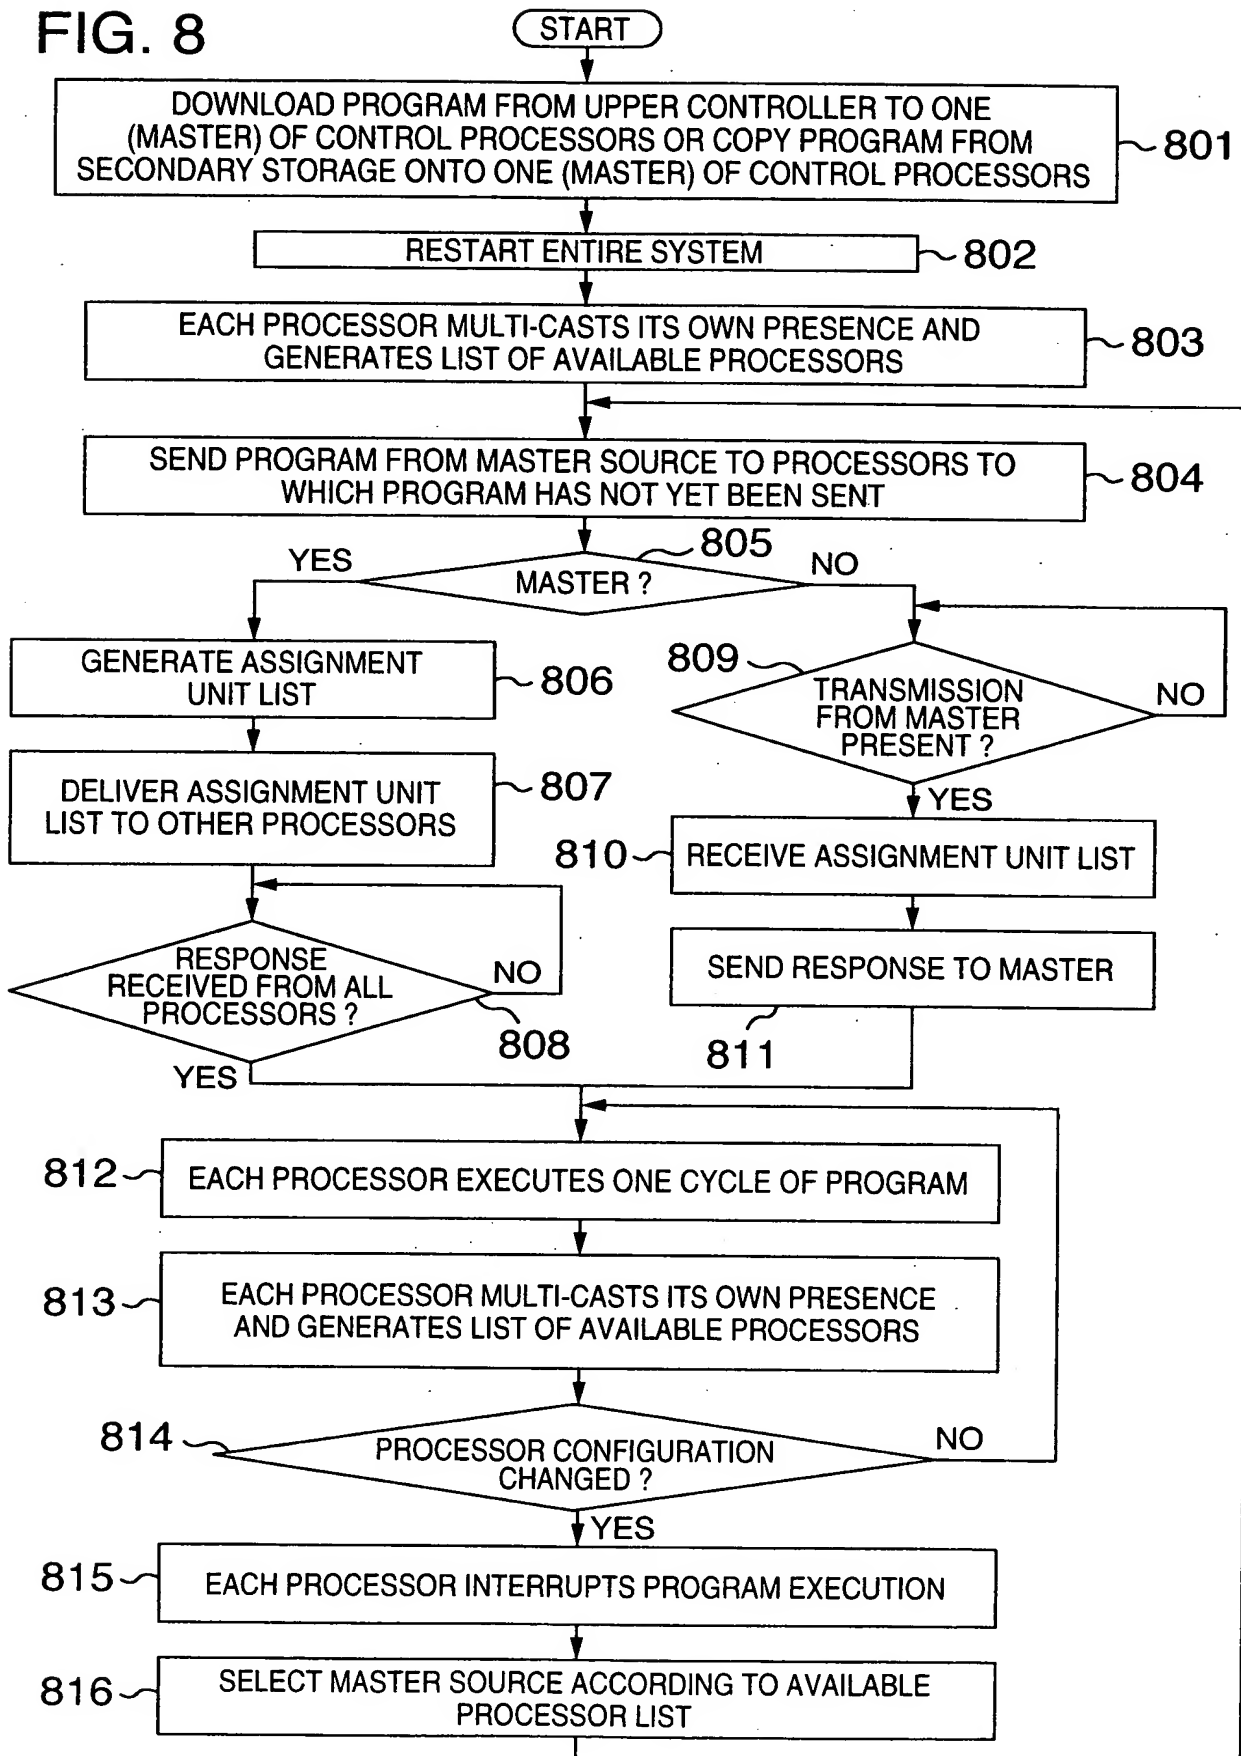 FIG. 8
START
DOWNLOAD PROGRAM FROM UPPER CONTROLLER TO ONE
(MASTER) OF CONTROL PROCESSORS OR COPY PROGRAM FROM
SECONDARY STORAGE ONTO ONE (MASTER) OF CONTROL PROCESSORS
801
RESTART ENTIRE SYSTEM
802
EACH PROCESSOR MULTI-CASTS ITS OWN PRESENCE AND
GENERATES LIST OF AVAILABLE PROCESSORS
803
SEND PROGRAM FROM MASTER SOURCE TO PROCESSORS TO
WHICH PROGRAM HAS NOT YET BEEN SENT
804
805
YES
MASTER ?
NO
GENERATE ASSIGNMENT
UNIT LIST
806
DELIVER ASSIGNMENT UNIT
LIST TO OTHER PROCESSORS
807
RESPONSE
RECEIVED FROM ALL
PROCESSORS ?
NO
808
YES
809
TRANSMISSION
FROM MASTER
PRESENT ?
NO
YES
810
RECEIVE ASSIGNMENT UNIT LIST
SEND RESPONSE TO MASTER
811
812
EACH PROCESSOR EXECUTES ONE CYCLE OF PROGRAM
813
EACH PROCESSOR MULTI-CASTS ITS OWN PRESENCE
AND GENERATES LIST OF AVAILABLE PROCESSORS
814
PROCESSOR CONFIGURATION
CHANGED ?
NO
YES
815
EACH PROCESSOR INTERRUPTS PROGRAM EXECUTION
816
SELECT MASTER SOURCE ACCORDING TO AVAILABLE
PROCESSOR LIST